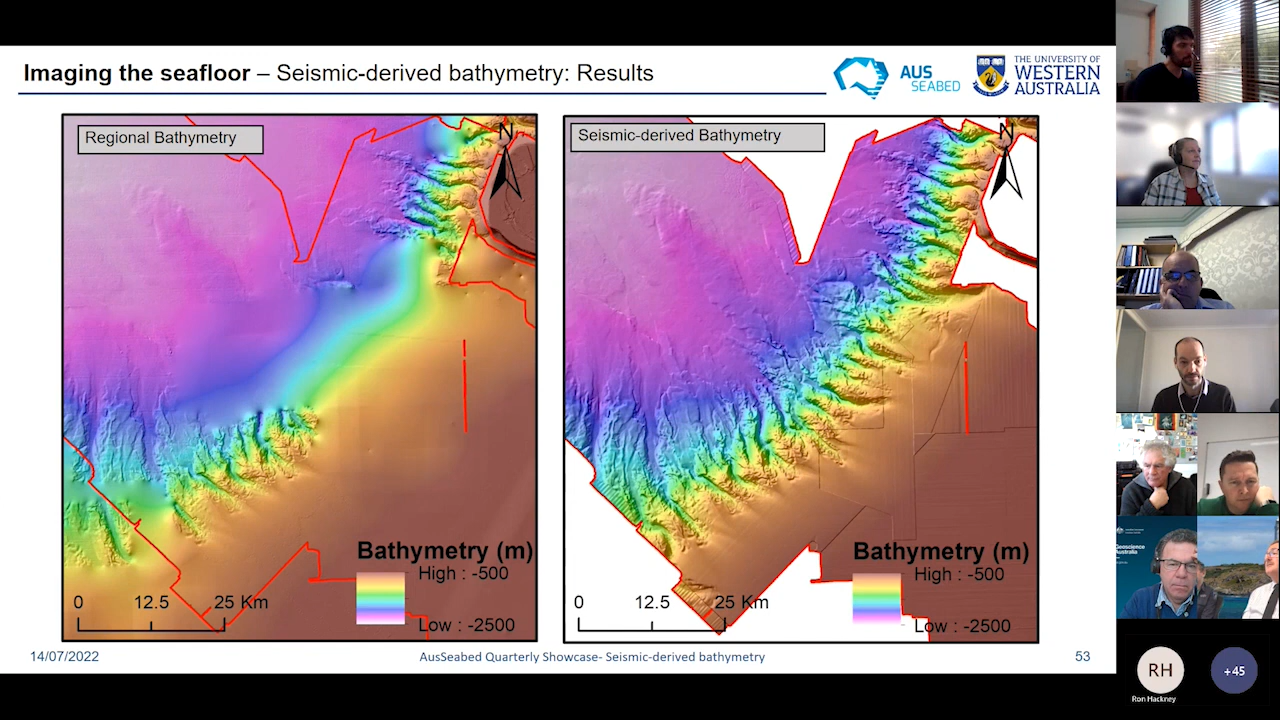 Imaging the seafloor – Seismic-derived bathymetry: Results
AUS
SEABED
THE UNIVERSITY OF
WESTERN
AUSTRALIA
Regional Bathymetry
N
Bathymetry (m)
High : -500
Low : -2500
0 12.5 25 Km
Seismic-derived Bathymetry
N
Bathymetry (m)
High : -500
Low : -2500
0 12.5 25 Km
14/07/2022
AusSeabed Quarterly Showcase- Seismic-derived bathymetry
53
Geoscience
Australia
RH
Ron Hackney
+45